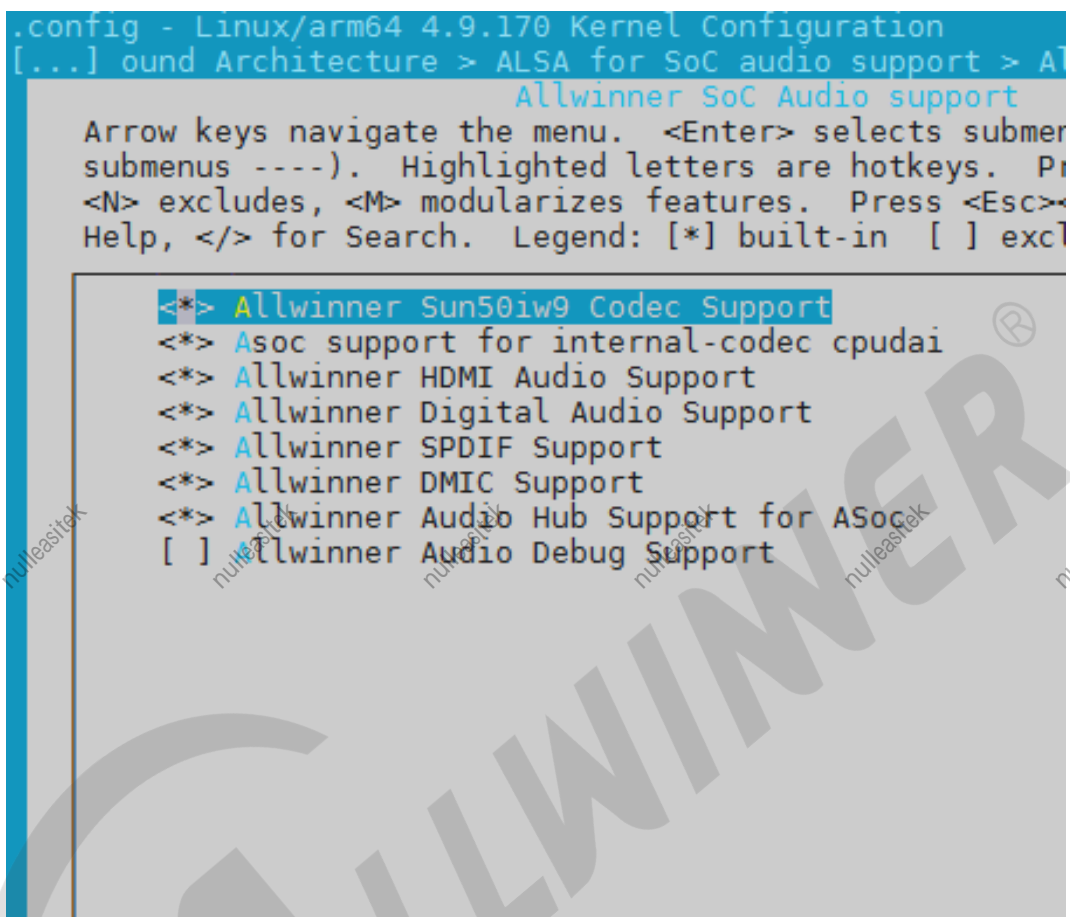 .config - Linux/arm64 4.9.170 Kernel Configuration
[...] ound Architecture > ALSA for SoC audio support > Al
Allwinner SoC Audio support
Arrow keys navigate the menu.  <Enter> selects submen
submenus ----).  Highlighted letters are hotkeys.  Pr
<N> excludes, <M> modularizes features.  Press <Esc><
Help, </> for Search.  Legend: [*] built-in  [ ] excl
<*> Allwinner Sun50iw9 Codec Support
<*> Asoc support for internal-codec cpudai
<*> Allwinner HDMI Audio Support
<*> Allwinner Digital Audio Support
<*> Allwinner SPDIF Support
<*> Allwinner DMIC Support
<*> Allwinner Audio Hub Support for ASoc
[ ] Allwinner Audio Debug Support
nulleasitek nulleasitek nulleasitek nulleasitek nulleasitek
ALLWINNER®